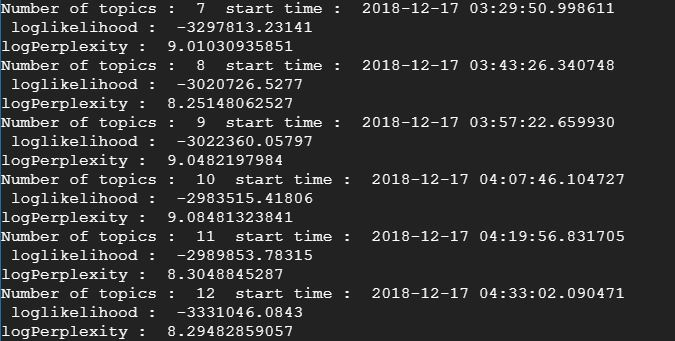 Number of topics :  7  start time :  2018-12-17 03:29:50.998611
 loglikelihood :  -3297813.23141
logPerplexity :  9.01030935851
Number of topics :  8  start time :  2018-12-17 03:43:26.340748
 loglikelihood :  -3020726.5277
logPerplexity :  8.25148062527
Number of topics :  9  start time :  2018-12-17 03:57:22.659930
 loglikelihood :  -3022360.05797
logPerplexity :  9.0482197984
Number of topics :  10  start time :  2018-12-17 04:07:46.104727
 loglikelihood :  -2983515.41806
logPerplexity :  9.08481323841
Number of topics :  11  start time :  2018-12-17 04:19:56.831705
 loglikelihood :  -2989853.78315
logPerplexity :  8.3048845287
Number of topics :  12  start time :  2018-12-17 04:33:02.090471
 loglikelihood :  -3331046.0843
logPerplexity :  8.29482859057